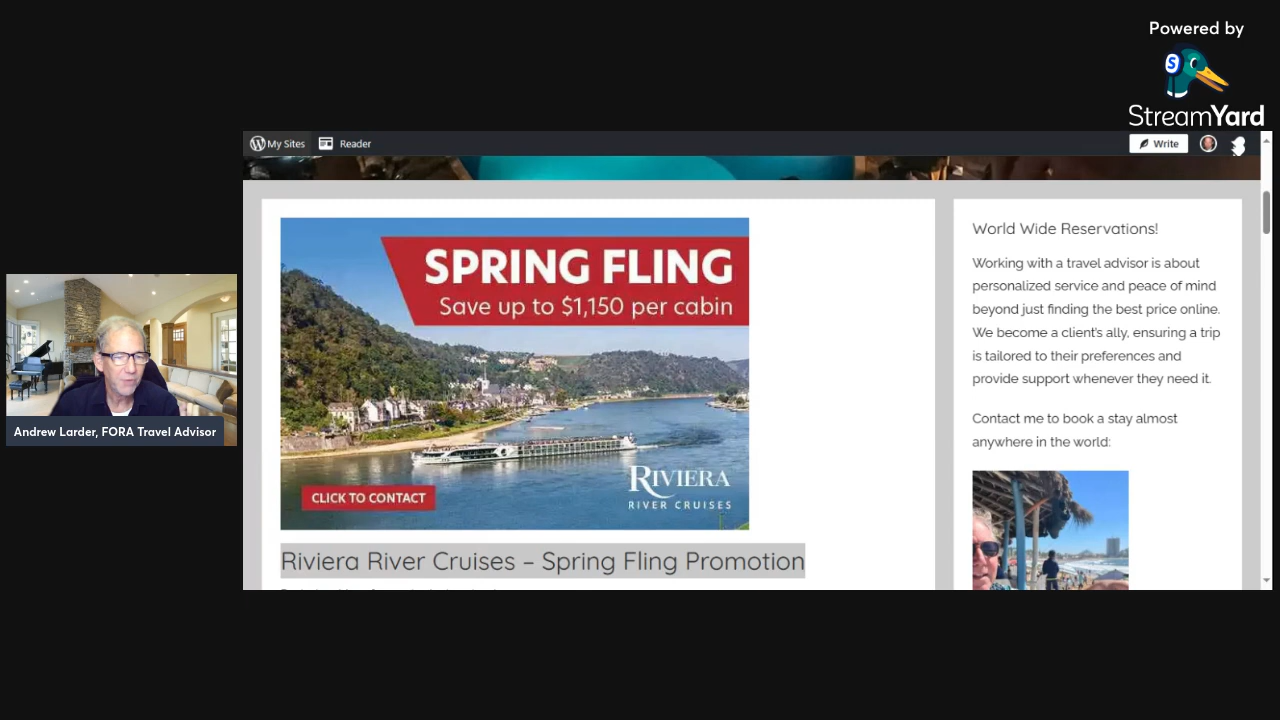 Powered by
StreamYard
My Sites
Reader
Write
SPRING FLING
Save up to $1,150 per cabin
RIVIERA
RIVER CRUISES
CLICK TO CONTACT
Riviera River Cruises – Spring Fling Promotion
World Wide Reservations!
Working with a travel advisor is about
personalized service and peace of mind
beyond just finding the best price online.
We become a client's ally, ensuring a trip
is tailored to their preferences and
provide support whenever they need it.
Contact me to book a stay almost
anywhere in the world:
Andrew Larder, FORA Travel Advisor